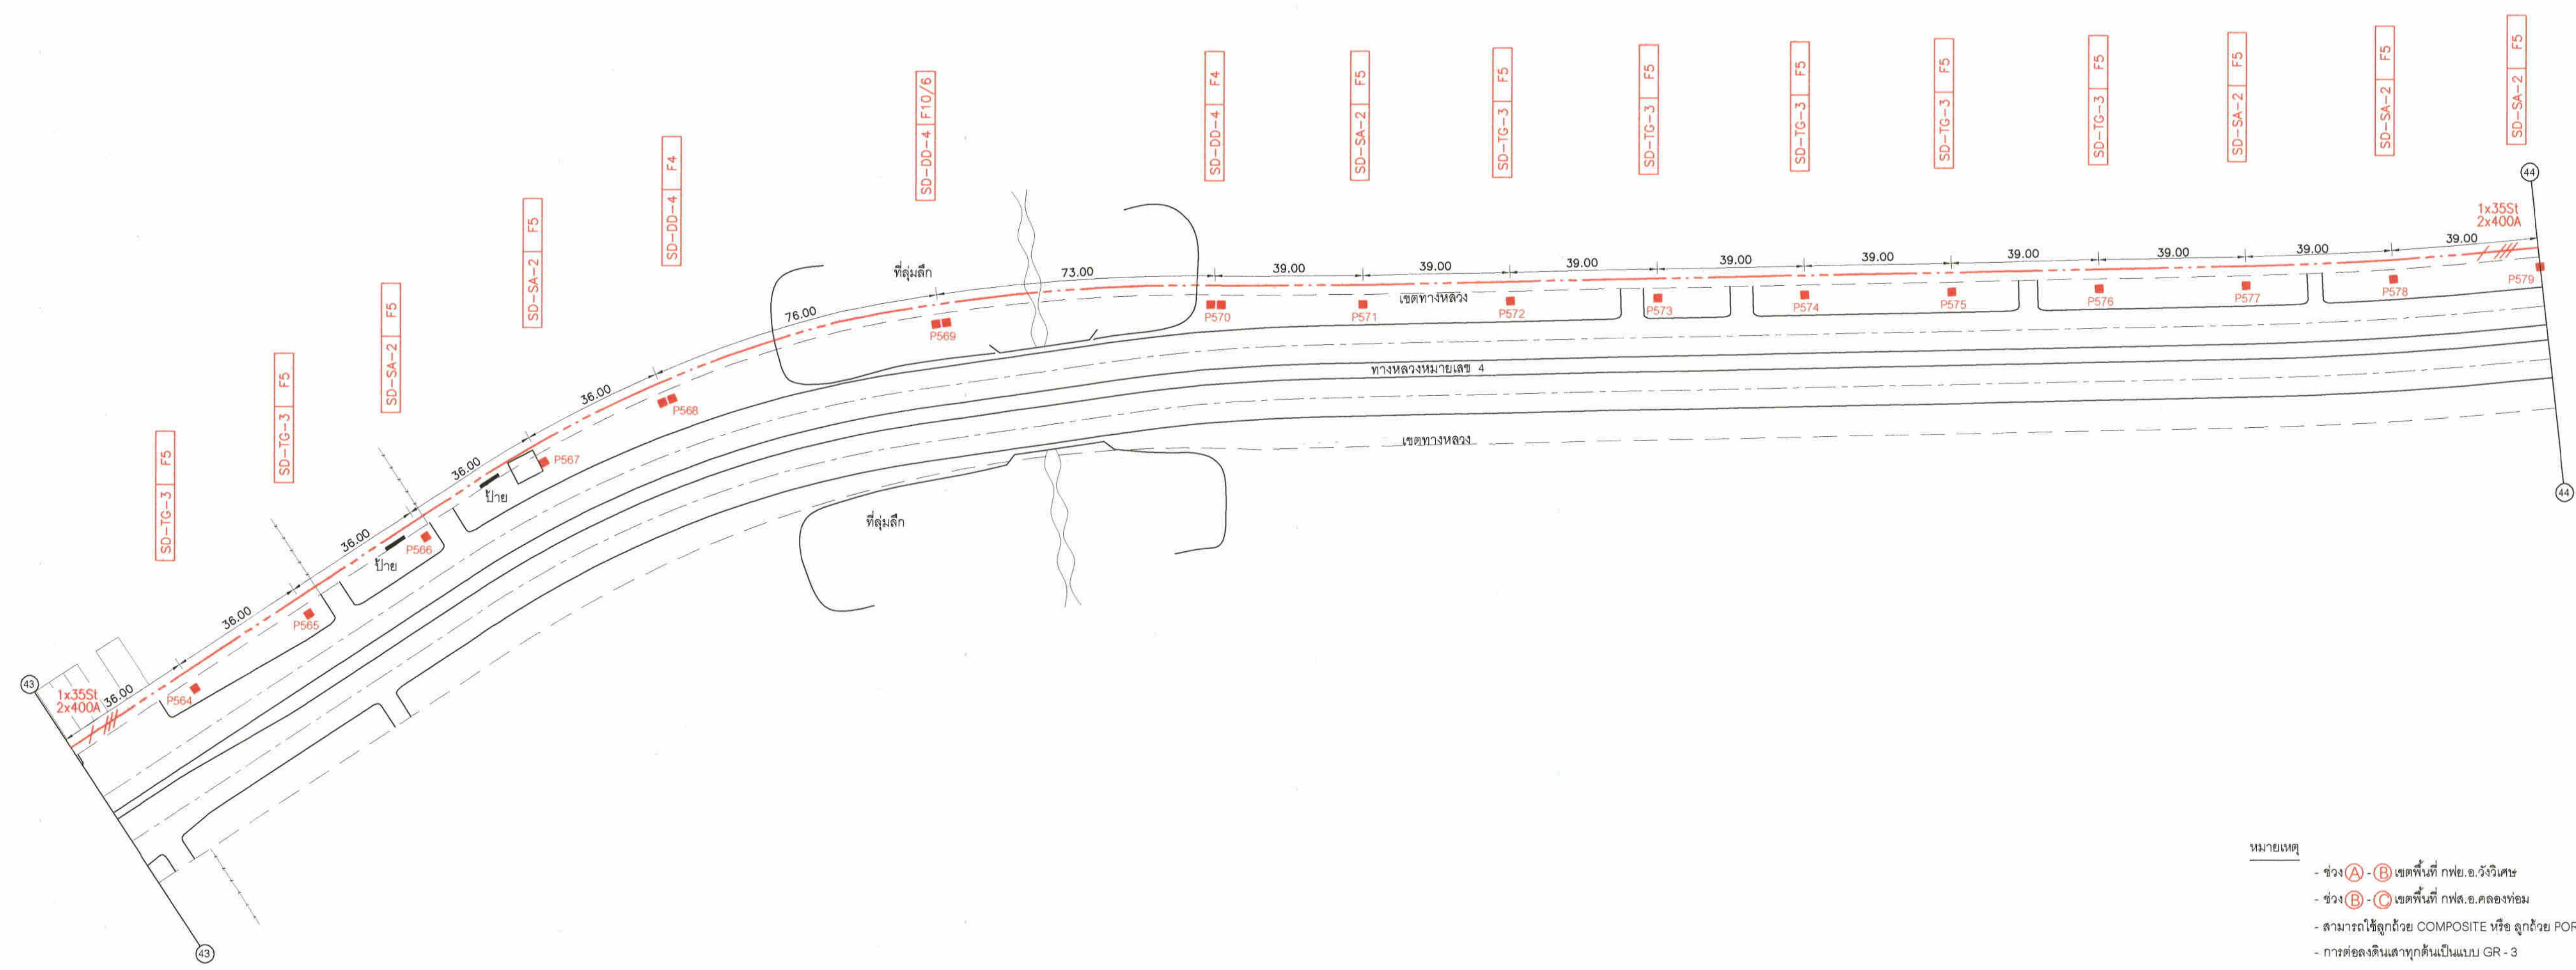 SD-TG-3 F5
SD-TG-3 F5
SD-SA-2 F5
SD-SA-2 F5
SD-DD-4 F4
SD-DD-4 F10/6
SD-DD-4 F4
SD-SA-2 F5
SD-TG-3 F5
SD-TG-3 F5
SD-TG-3 F5
SD-TG-3 F5
SD-TG-3 F5
SD-SA-2 F5
SD-SA-2 F5
SD-SA-2 F5
43
1x35St
2x400A
36.00
36.00
36.00
36.00
36.00
76.00
73.00
39.00
39.00
39.00
39.00
39.00
39.00
39.00
39.00
39.00
1x35St
2x400A
44
P564
P565
P566
P567
P568
P569
P570
P571
P572
P573
P574
P575
P576
P577
P578
P579
ป้าย
ป้าย
ที่ลุ่มลึก
เขตทางหลวง
ทางหลวงหมายเลข 4
เขตทางหลวง
ที่ลุ่มลึก
43
44
หมายเหตุ
- ช่วง A - B เขตพื้นที่ กฟย.อ.วังวิเศษ
- ช่วง B - C เขตพื้นที่ กฟส.อ.คลองท่อม
- สามารถใช้ลูกถ้วย COMPOSITE หรือ ลูกถ้วย POR
- การต่อลงดินเสาทุกต้นเป็นแบบ GR - 3